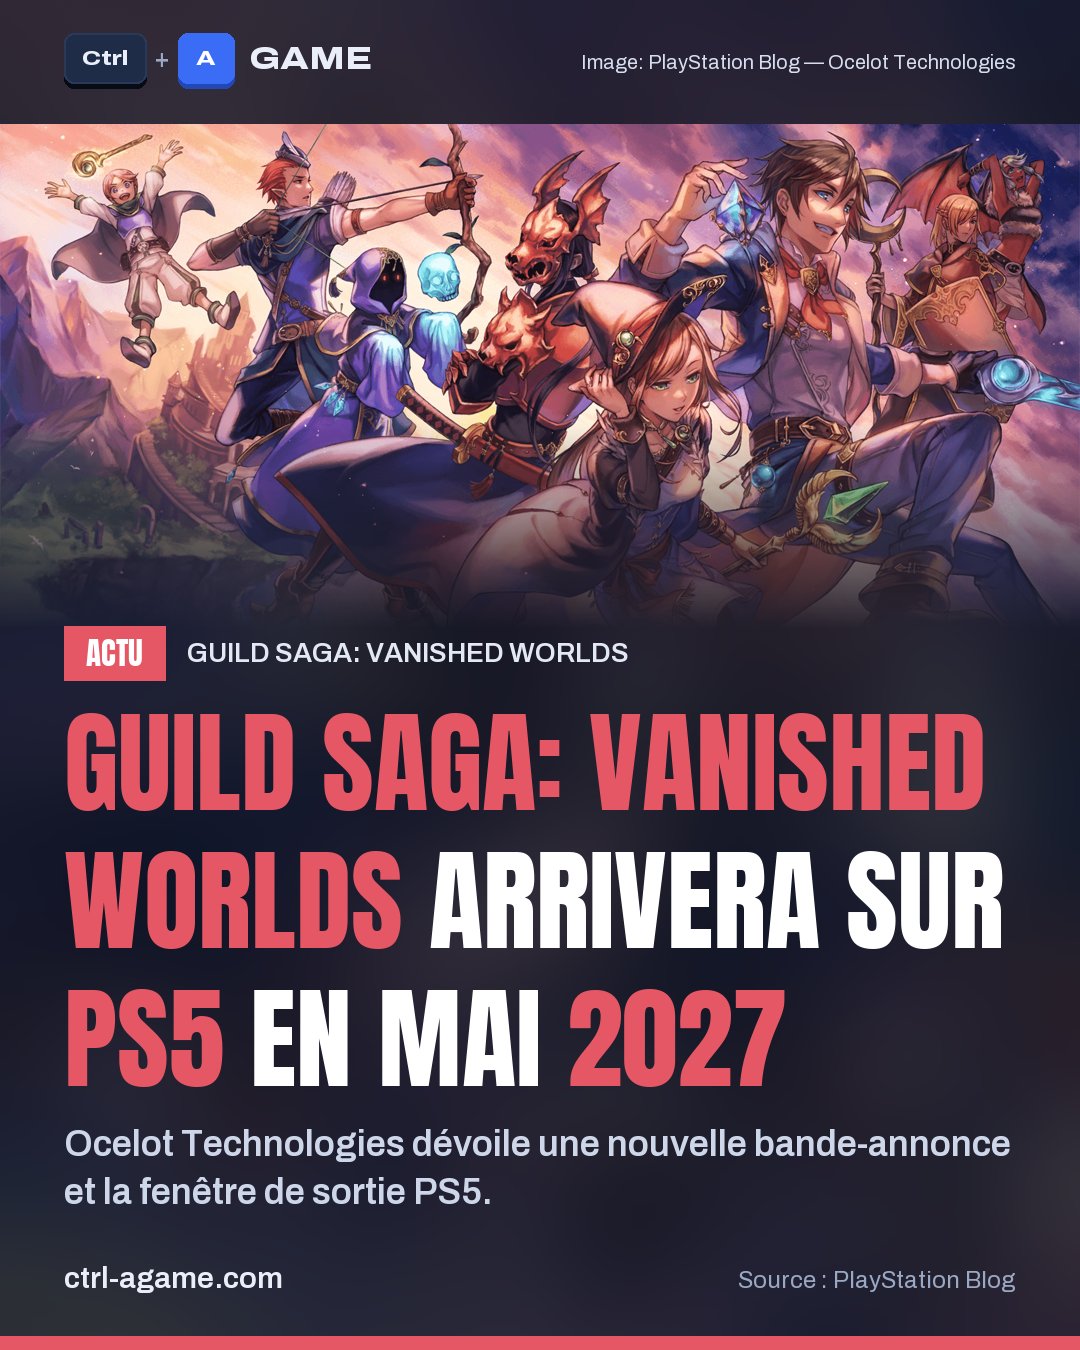 Ctrl + A GAME
Image: PlayStation Blog — Ocelot Technologies
ACTU GUILD SAGA: VANISHED WORLDS
GUILD SAGA: VANISHED
WORLDS ARRIVERA SUR
PS5 EN MAI 2027
Ocelot Technologies dévoile une nouvelle bande-annonce
et la fenêtre de sortie PS5.
ctrl-agame.com
Source : PlayStation Blog